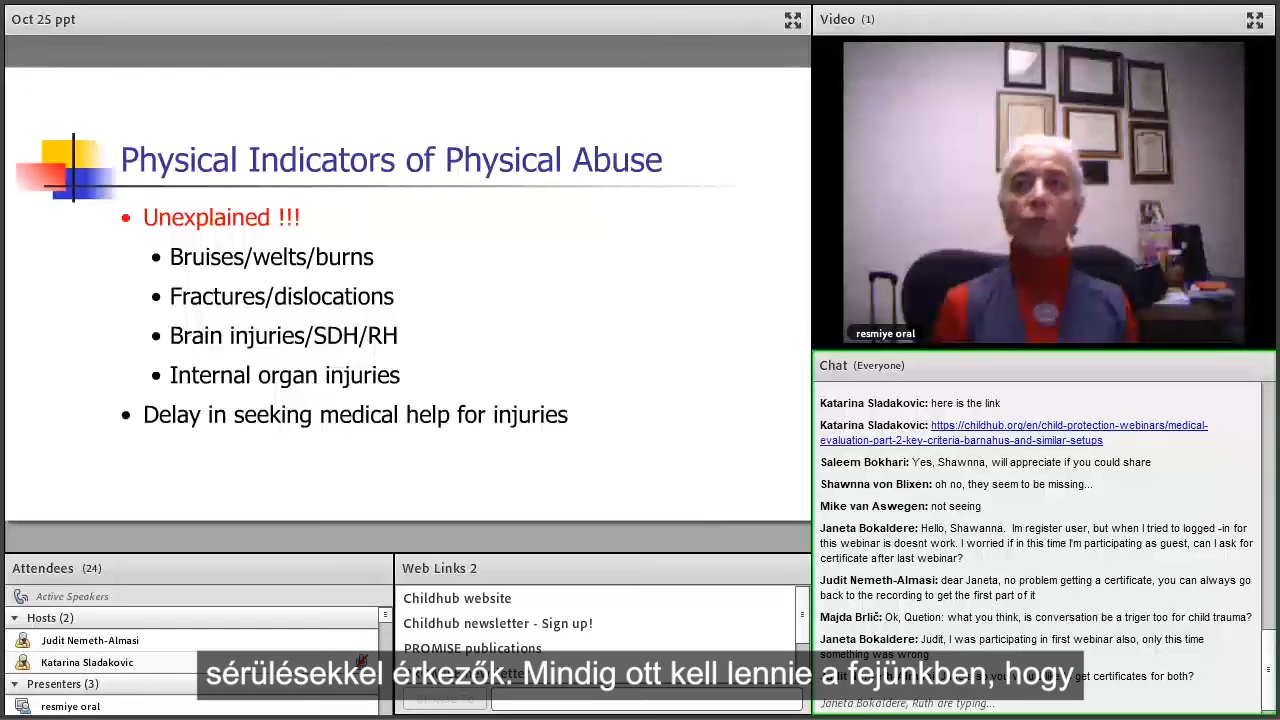 Oct 25 ppt
Physical Indicators of Physical Abuse
• Unexplained !!!
• Bruises/welts/burns
• Fractures/dislocations
• Brain injuries/SDH/RH
• Internal organ injuries
• Delay in seeking medical help for injuries
Video (1)
resmiye oral
Chat (Everyone)
Katarina Sladakovic: here is the link
Katarina Sladakovic: https://childhub.org/en/child-protection-webinars/medical-
evaluation-part-2-key-criteria-barnahus-and-similar-setups
Saleem Bokhari: Yes, Shawnna, will appreciate if you could share
Shawnna von Blixen: oh no, they seem to be missing...
Mike van Aswegen: not seeing
Janeta Bokaldere: Hello, Shawanna. Im register user, but when I tried to logged -in for
this webinar is doesnt work. I worried if in this time I'm participating as guest, can I ask for
certificate after last webinar?
Judit Nemeth-Almasi: dear Janeta, no problem getting a certificate, you can always go
back to the recording to get the first part of it
Majda Brlič: Ok, Quetion: what you think, is conversation be a triger too for child trauma?
Janeta Bokaldere: Judit, I was participating in first webinar also, only this time
something was wrong
get certificates for both?
Janeta Bokaldere, Ruth are typing...
Attendees (24)
Active Speakers
Hosts (2)
Judit Nemeth-Almasi
Katarina Sladakovic
Presenters (3)
resmiye oral
Web Links 2
Childhub website
Childhub newsletter - Sign up!
PROMISE publications
sérülésekkel érkezők. Mindig ott kell lennie a fejünkben, hogy